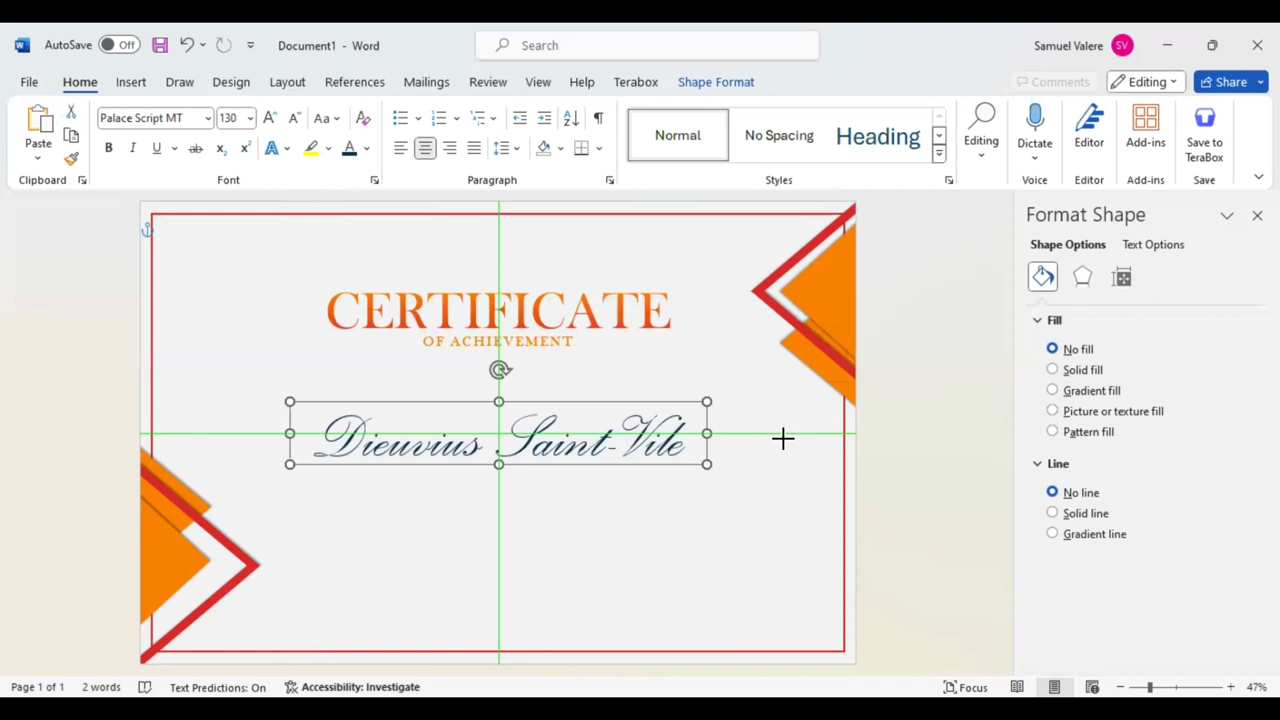 AutoSave Off Document1 - Word Search Samuel Valere SV
File Home Insert Draw Design Layout References Mailings Review View Help Terabox Shape Format Comments Editing Share
Paste
Clipboard
Palace Script MT 130
Font
Paragraph
Normal No Spacing Heading
Styles
Editing
Dictate
Voice
Editor
Editor
Add-ins
Add-ins
Save to
TeraBox
Save
CERTIFICATE
OF ACHIEVEMENT
Dieuvius Saint-Vile
Format Shape
Shape Options Text Options
Fill
No fill
Solid fill
Gradient fill
Picture or texture fill
Pattern fill
Line
No line
Solid line
Gradient line
Page 1 of 1 2 words Text Predictions: On Accessibility: Investigate Focus 47%